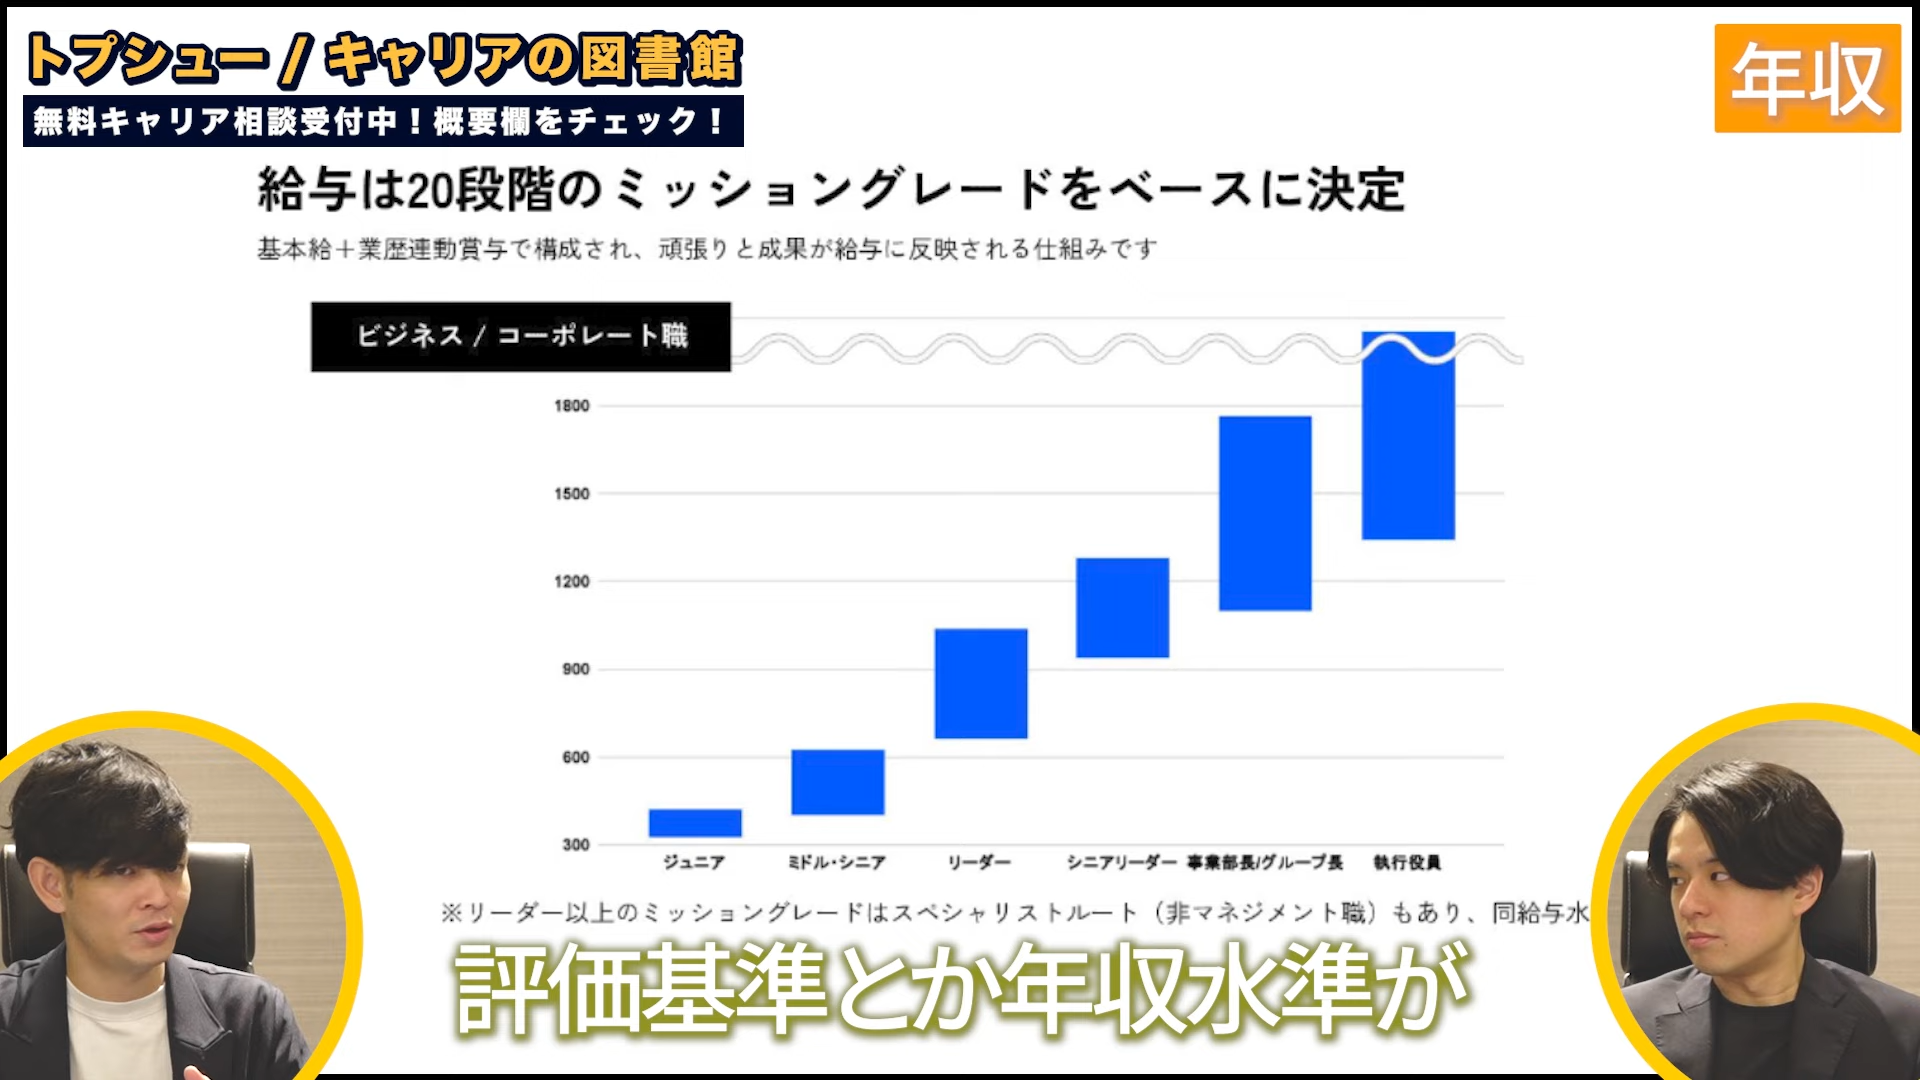 トプシュー / キャリアの図書館
無料キャリア相談受付中！概要欄をチェック！
年収
給与は20段階のミッショングレードをベースに決定
基本給＋業歴連動賞与で構成され、頑張りと成果が給与に反映される仕組みです
ビジネス / コーポレート職
1800
1500
1200
900
600
300
ジュニア ミドル・シニア リーダー シニアリーダー 事業部長/グループ長 執行役員
※リーダー以上のミッショングレードはスペシャリストルート（非マネジメント職）もあり、同給与水
評価基準とか年収水準が